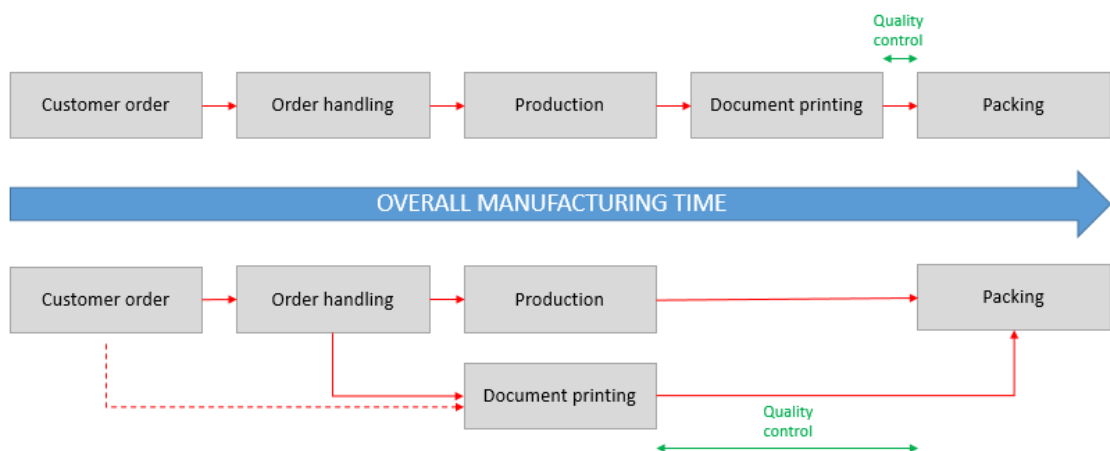 Quality
control
Customer order
Order handling
Production
Document printing
Packing
OVERALL MANUFACTURING TIME
Customer order
Order handling
Production
Packing
Document printing
Quality
control